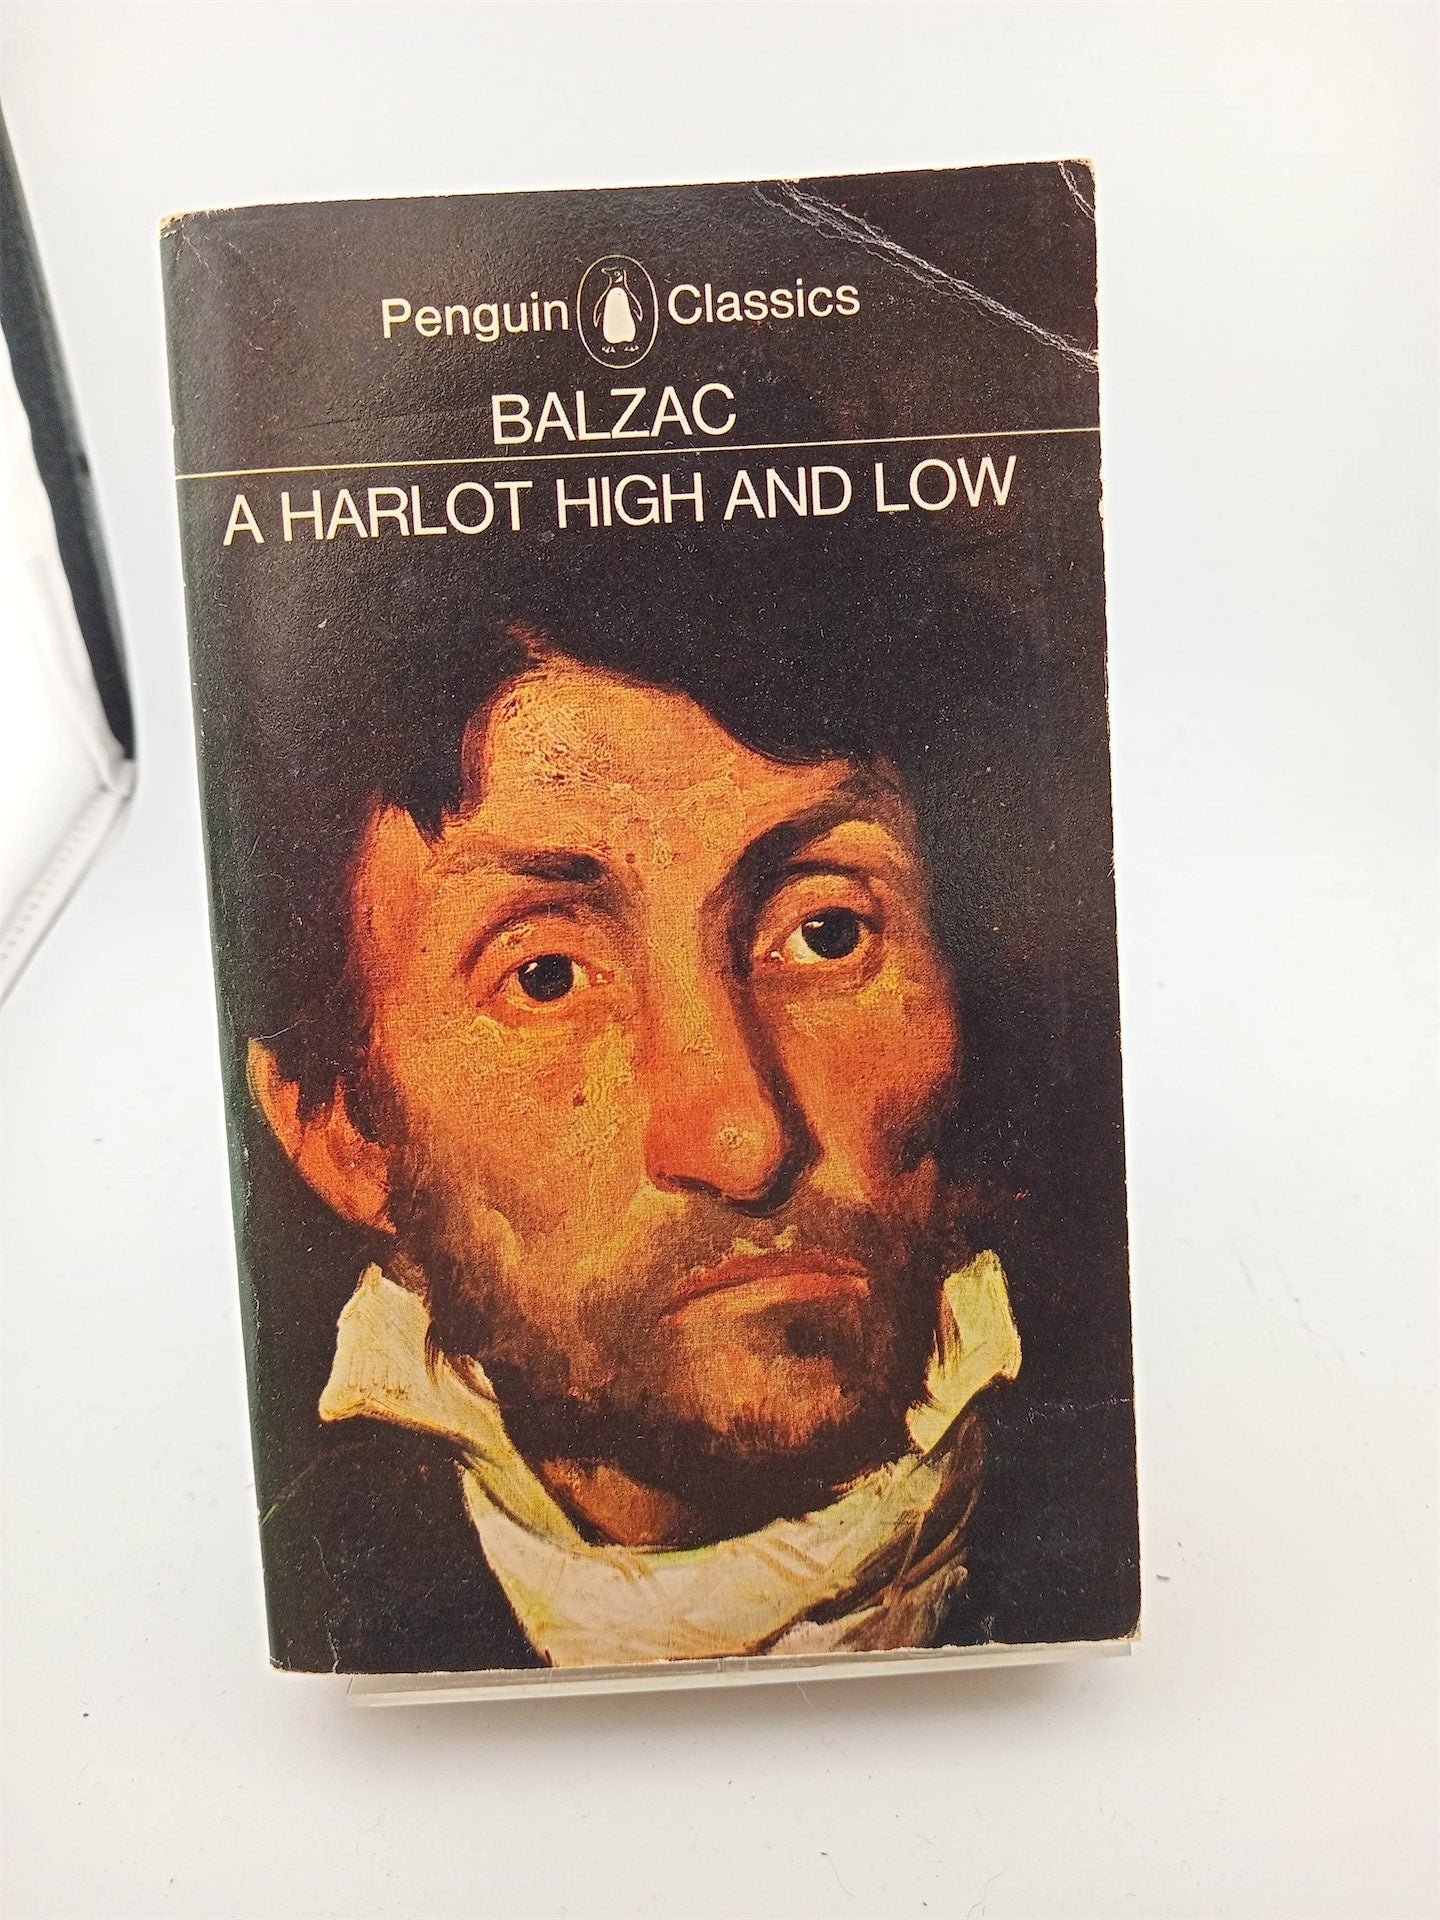 Penguin Classics
BALZAC
A HARLOT HIGH AND LOW